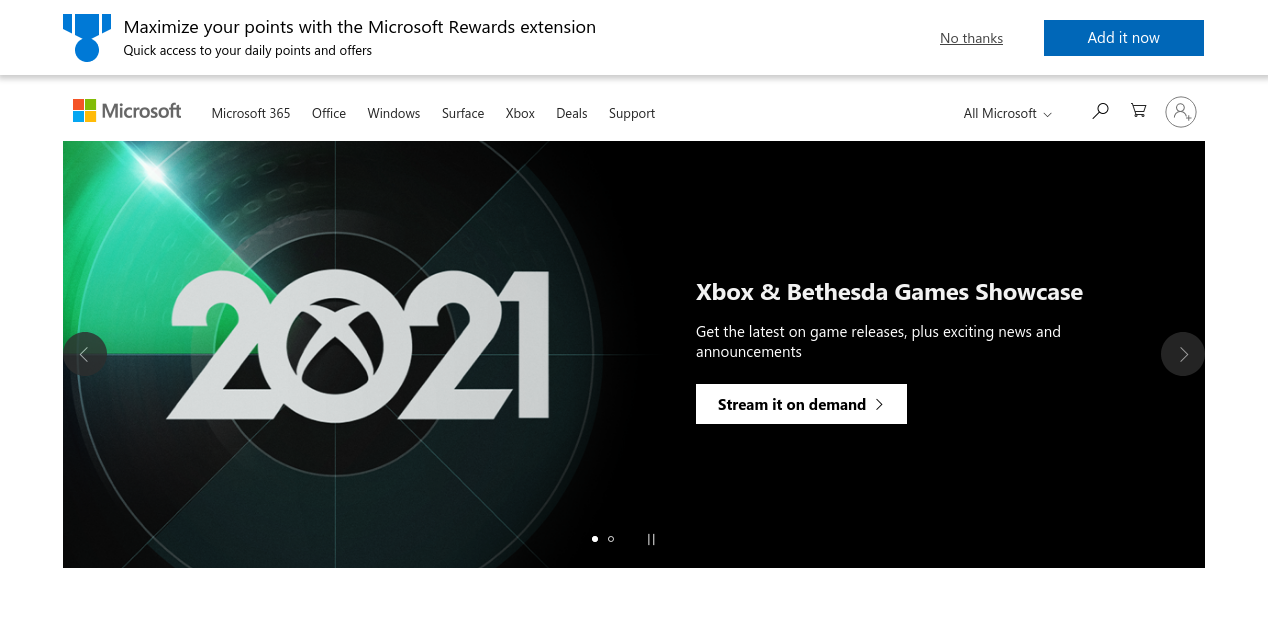 Maximize your points with the Microsoft Rewards extension
Quick access to your daily points and offers
No thanks
Add it now
Microsoft
Microsoft 365
Office
Windows
Surface
Xbox
Deals
Support
All Microsoft
2021
Xbox & Bethesda Games Showcase
Get the latest on game releases, plus exciting news and
announcements
Stream it on demand